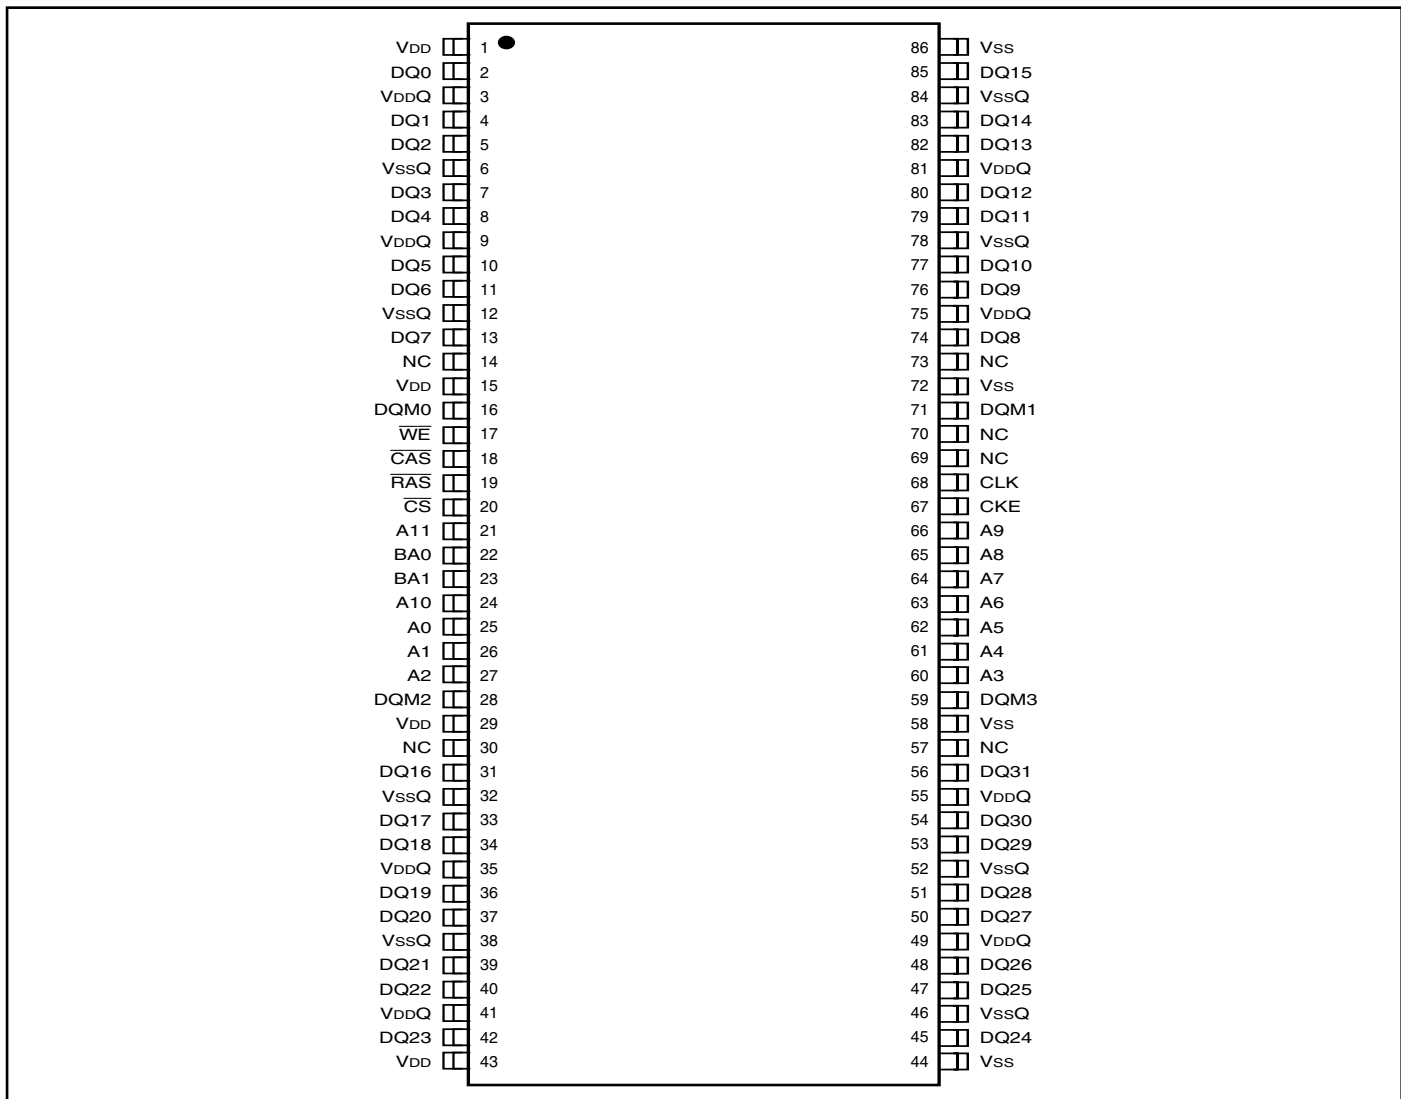 VDD 1 86 VSS
DQ0 2 85 DQ15
VDDQ 3 84 VSSQ
DQ1 4 83 DQ14
DQ2 5 82 DQ13
VSSQ 6 81 VDDQ
DQ3 7 80 DQ12
DQ4 8 79 DQ11
VDDQ 9 78 VSSQ
DQ5 10 77 DQ10
DQ6 11 76 DQ9
VSSQ 12 75 VDDQ
DQ7 13 74 DQ8
NC 14 73 NC
VDD 15 72 VSS
DQM0 16 71 DQM1
W̅E̅ 17 70 NC
C̅A̅S̅ 18 69 NC
R̅A̅S̅ 19 68 CLK
C̅S̅ 20 67 CKE
A11 21 66 A9
BA0 22 65 A8
BA1 23 64 A7
A10 24 63 A6
A0 25 62 A5
A1 26 61 A4
A2 27 60 A3
DQM2 28 59 DQM3
VDD 29 58 VSS
NC 30 57 NC
DQ16 31 56 DQ31
VSSQ 32 55 VDDQ
DQ17 33 54 DQ30
DQ18 34 53 DQ29
VDDQ 35 52 VSSQ
DQ19 36 51 DQ28
DQ20 37 50 DQ27
VSSQ 38 49 VDDQ
DQ21 39 48 DQ26
DQ22 40 47 DQ25
VDDQ 41 46 VSSQ
DQ23 42 45 DQ24
VDD 43 44 VSS